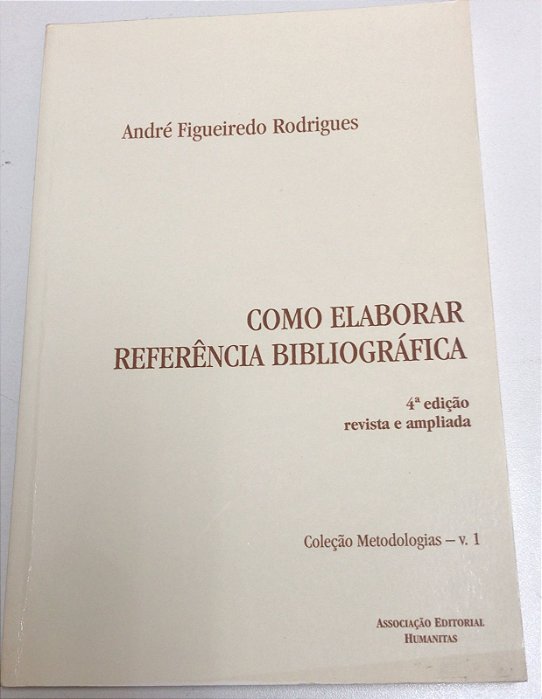 André Figueiredo Rodrigues
COMO ELABORAR
REFERÊNCIA BIBLIOGRÁFICA
4ª edição
revista e ampliada
Coleção Metodologias – v. 1
ASSOCIAÇÃO EDITORIAL
HUMANITAS